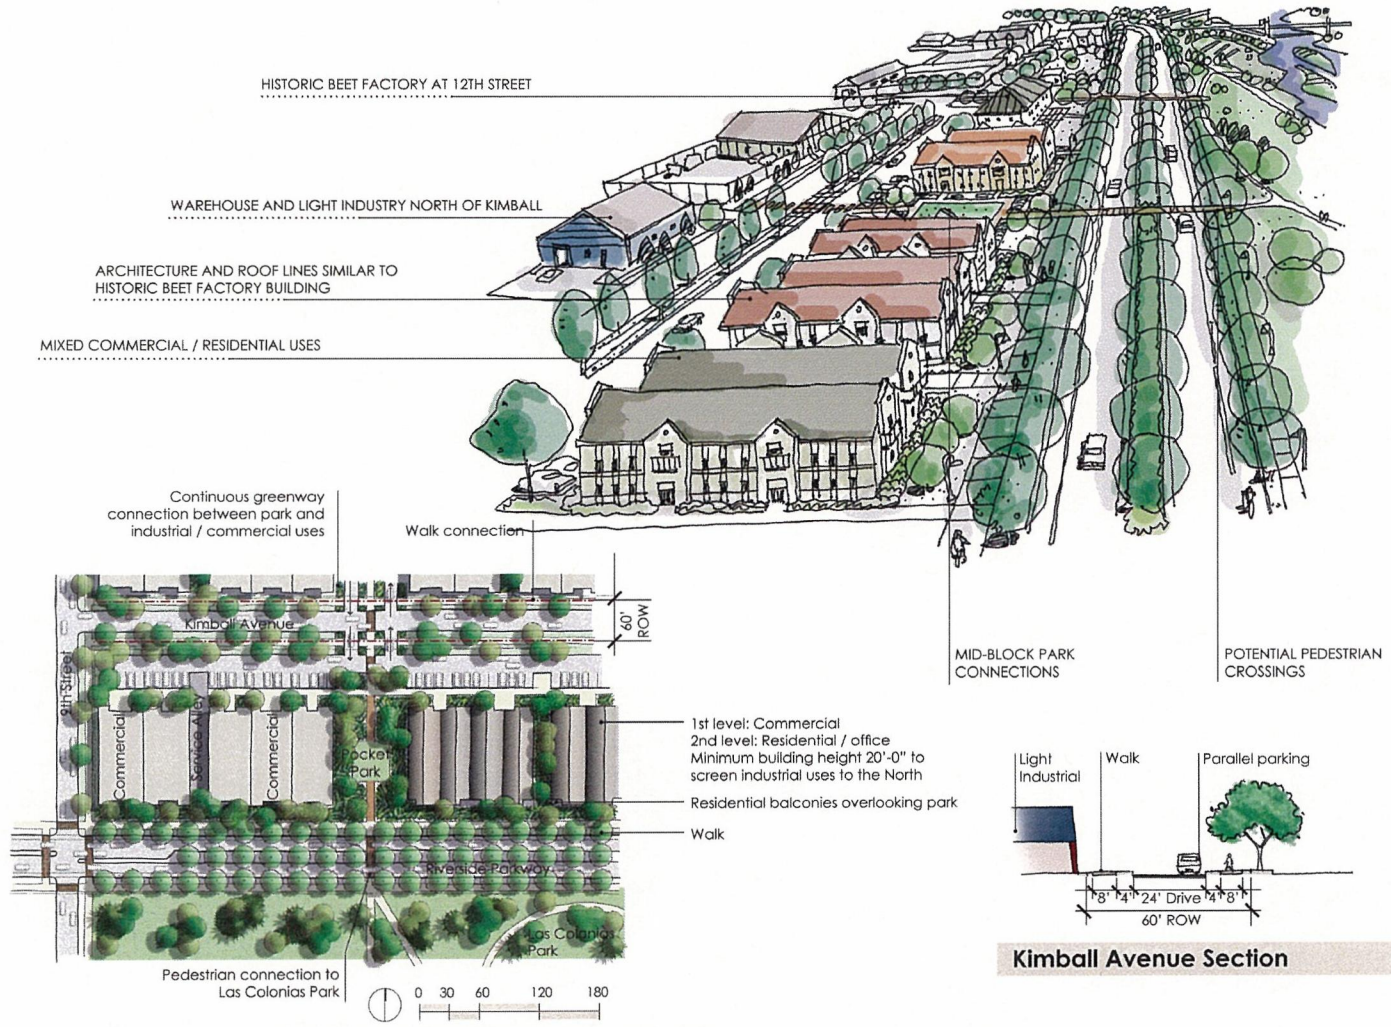 HISTORIC BEET FACTORY AT 12TH STREET
WAREHOUSE AND LIGHT INDUSTRY NORTH OF KIMBALL
ARCHITECTURE AND ROOF LINES SIMILAR TO
HISTORIC BEET FACTORY BUILDING
MIXED COMMERCIAL / RESIDENTIAL USES
Continuous greenway
connection between park and
industrial / commercial uses
Walk connection
60'
ROW
Kimball Avenue
9th Street
Commercial
Service Alley
Commercial
Pocket
Park
Riverside Parkway
Las Colonias
Park
1st level: Commercial
2nd level: Residential / office
Minimum building height 20'-0" to
screen industrial uses to the North
Residential balconies overlooking park
Walk
Pedestrian connection to
Las Colonias Park
0 30 60 120 180
MID-BLOCK PARK
CONNECTIONS
POTENTIAL PEDESTRIAN
CROSSINGS
Light
Industrial
Walk
Parallel parking
8' 4' 24' Drive 4' 8'
60' ROW
Kimball Avenue Section